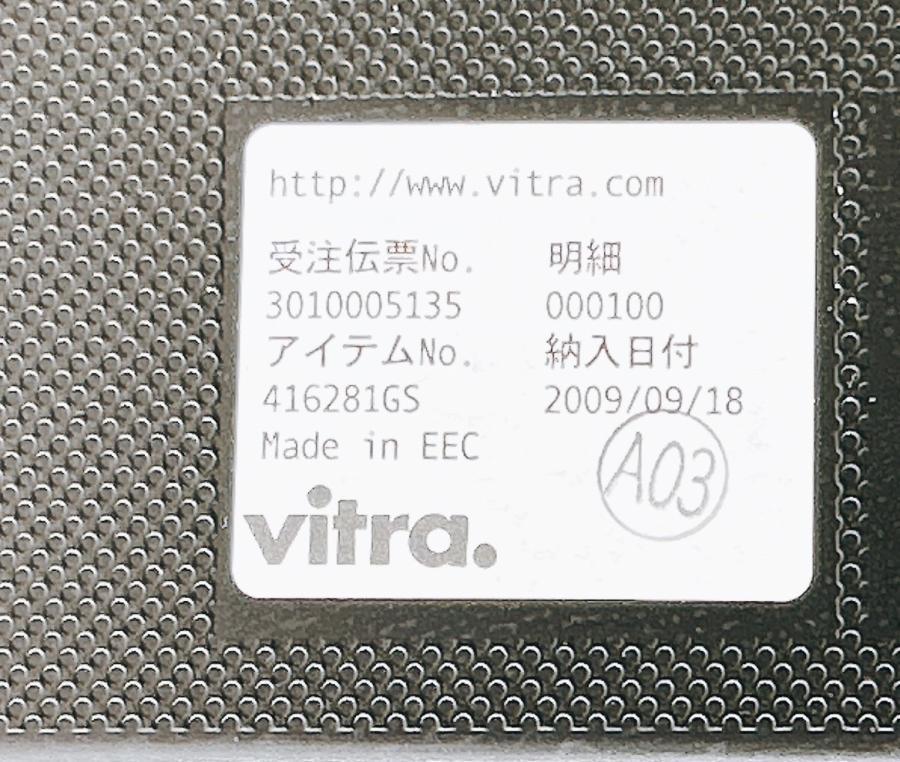 http://www.vitra.com
受注伝票No. 明細
3010005135 000100
アイテムNo. 納入日付
416281GS 2009/09/18
Made in EEC
A03
vitra.